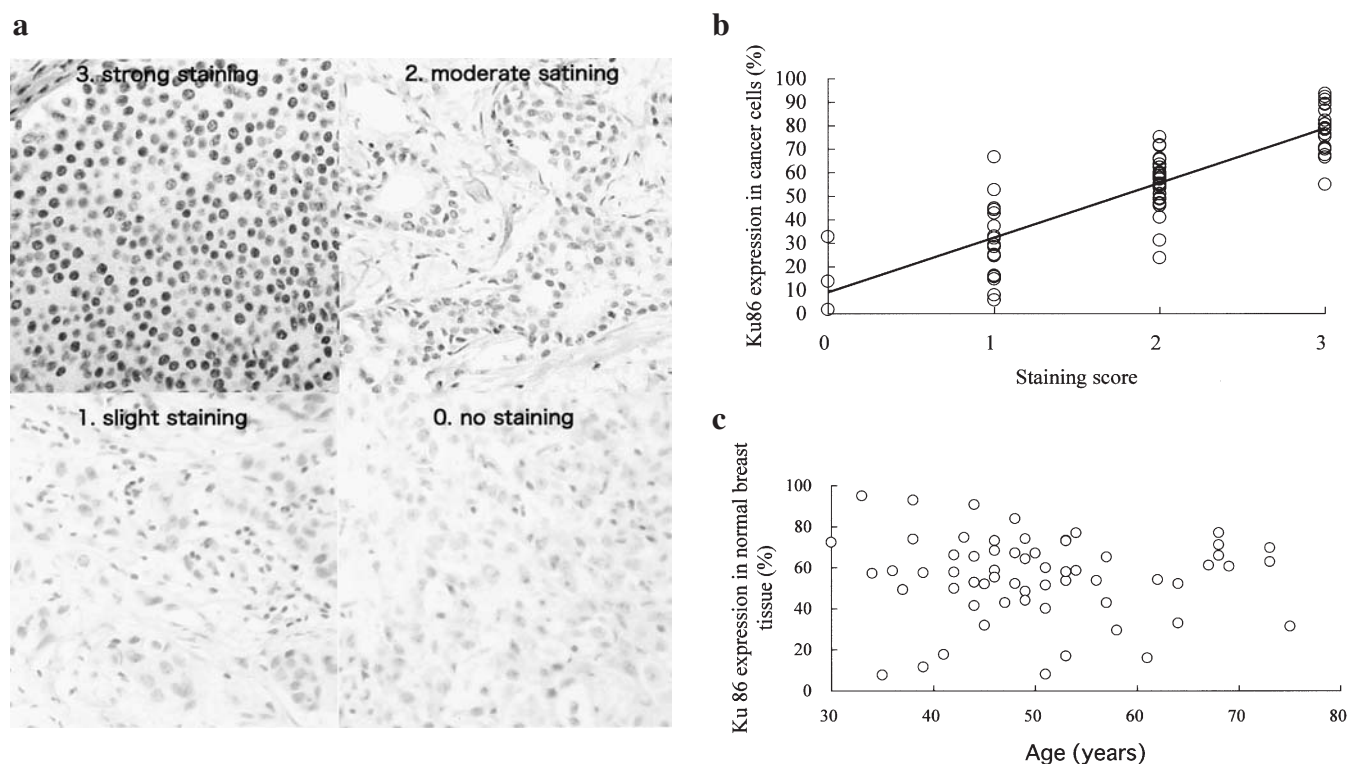 a
3. strong staining
2. moderate satining
1. slight staining
0. no staining
b
Ku86 expression in cancer cells (%)
100
90
80
70
60
50
40
30
20
10
0
0 1 2 3
Staining score
c
Ku 86 expression in normal breast
tissue (%)
100
80
60
40
20
0
30 40 50 60 70 80
Age (years)